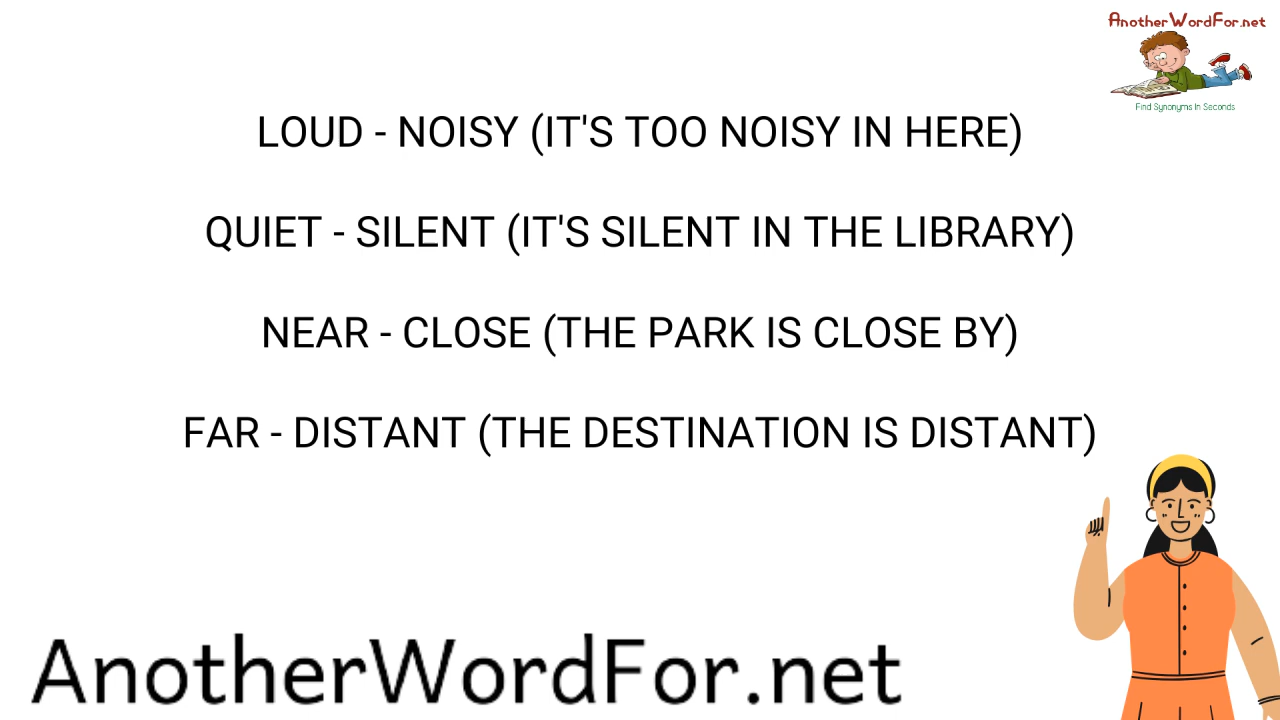 AnotherWordFor.net
Find Synonyms In Seconds
LOUD - NOISY (IT'S TOO NOISY IN HERE)
QUIET - SILENT (IT'S SILENT IN THE LIBRARY)
NEAR - CLOSE (THE PARK IS CLOSE BY)
FAR - DISTANT (THE DESTINATION IS DISTANT)
AnotherWordFor.net